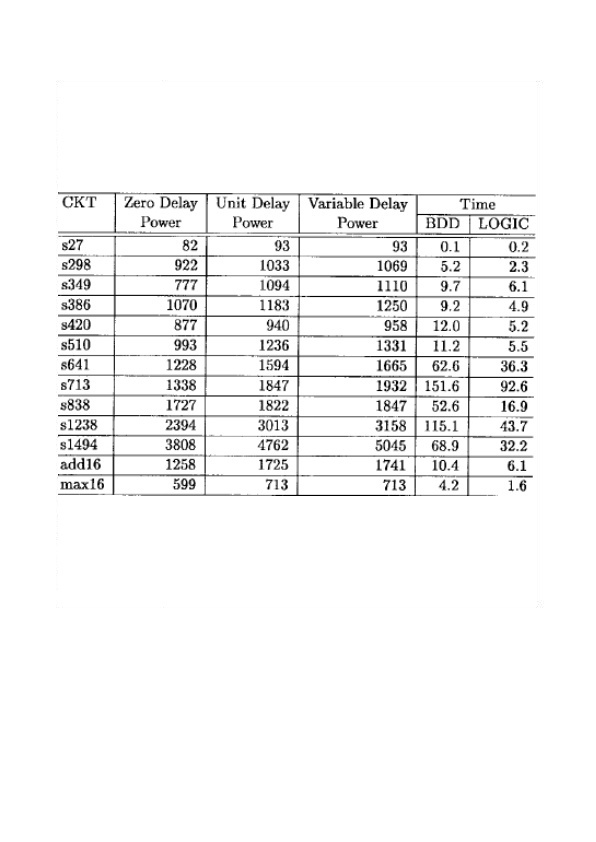 CKT Zero Delay Unit Delay Variable Delay Time
Power Power Power BDD LOGIC
s27 82 93 93 0.1 0.2
s298 922 1033 1069 5.2 2.3
s349 777 1094 1110 9.7 6.1
s386 1070 1183 1250 9.2 4.9
s420 877 940 958 12.0 5.2
s510 993 1236 1331 11.2 5.5
s641 1228 1594 1665 62.6 36.3
s713 1338 1847 1932 151.6 92.6
s838 1727 1822 1847 52.6 16.9
s1238 2394 3013 3158 115.1 43.7
s1494 3808 4762 5045 68.9 32.2
add16 1258 1725 1741 10.4 6.1
max16 599 713 713 4.2 1.6